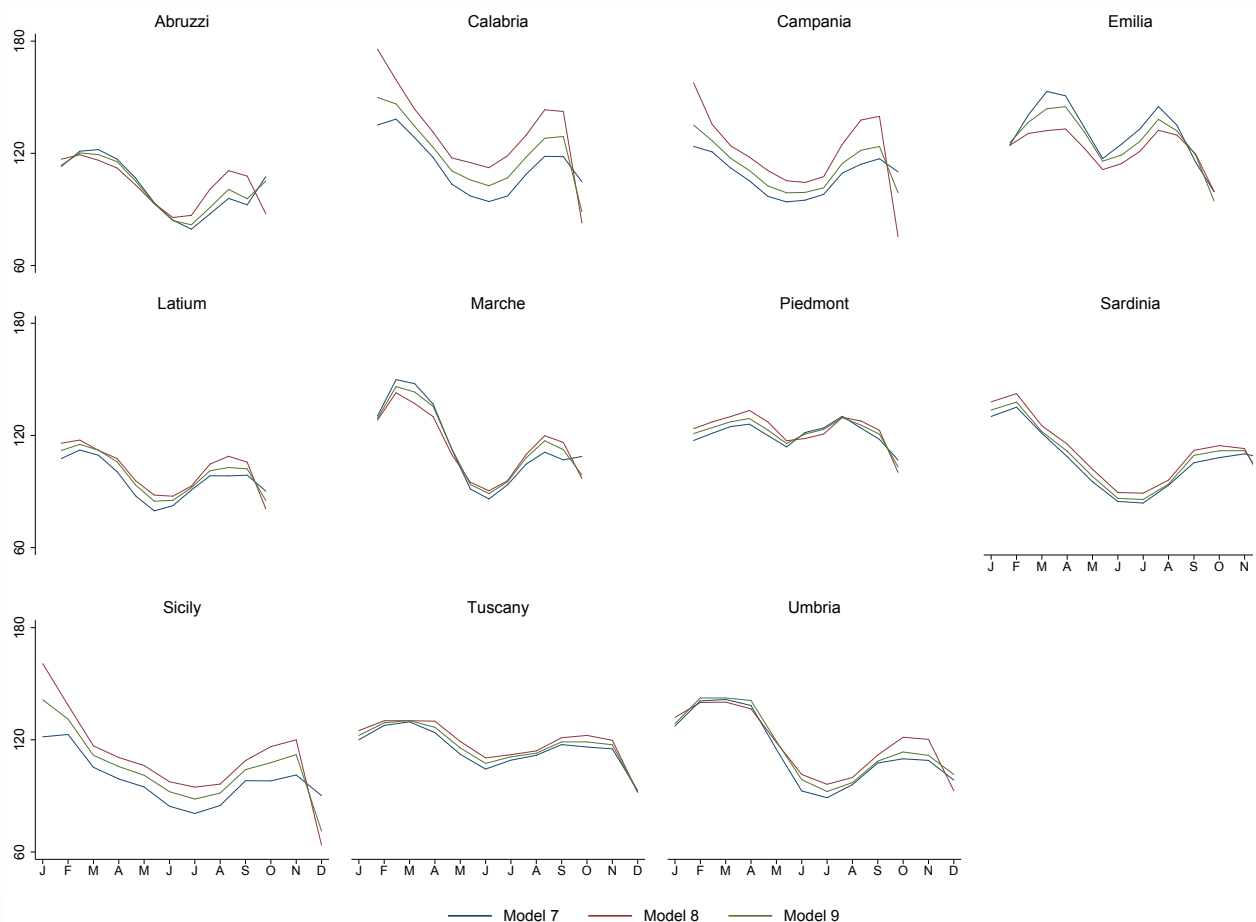 Abruzzi Calabria Campania Emilia
180
120
60
Latium Marche Piedmont Sardinia
180
120
60
J F M A M J J A S O N
Sicily Tuscany Umbria
180
120
60
J F M A M J J A S O N D J F M A M J J A S O N D J F M A M J J A S O N D
Model 7 Model 8 Model 9